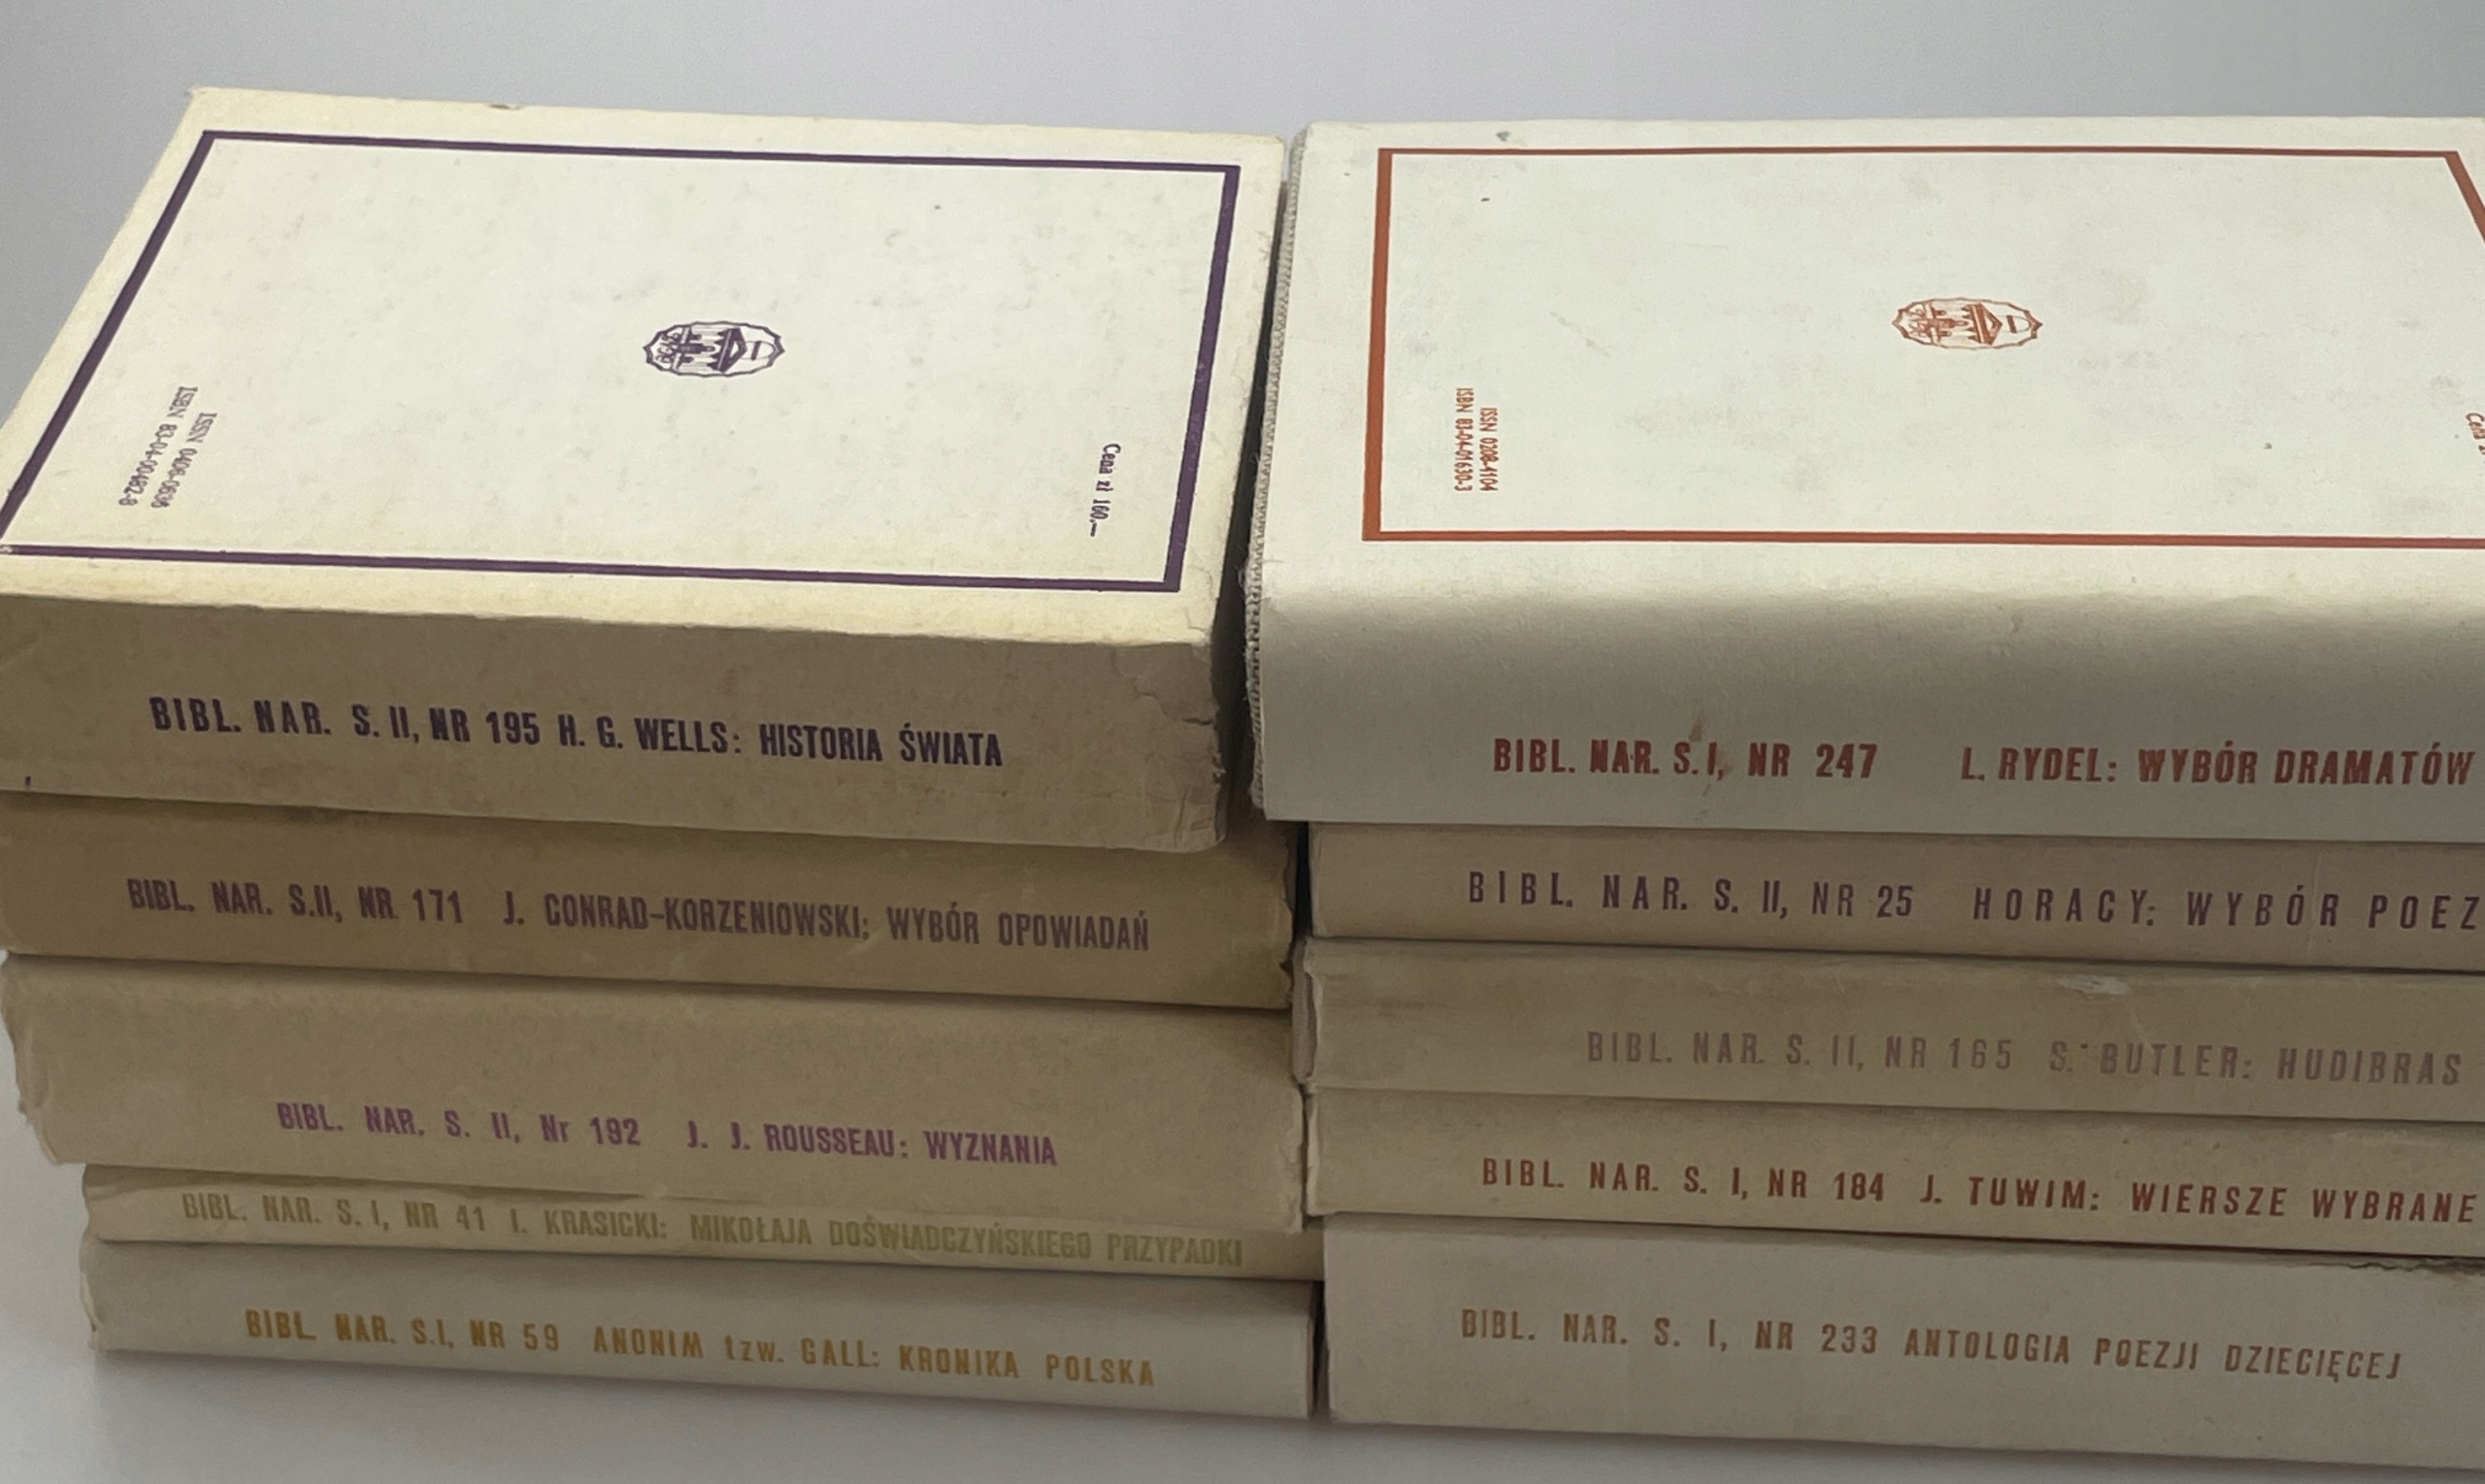 ISSN 0406-0636
ISBN 83-04-00482-8
Cena zł 160.—
BIBL. NAR. S. II, NR 195 H. G. WELLS: HISTORIA ŚWIATA
BIBL. NAR. S.II, NR 171 J. CONRAD-KORZENIOWSKI: WYBÓR OPOWIADAŃ
BIBL. NAR. S. II, Nr 192 J. J. ROUSSEAU: WYZNANIA
BIBL. NAR. S. I, NR 41 I. KRASICKI: MIKOŁAJA DOŚWIADCZYŃSKIEGO PRZYPADKI
BIBL. NAR. S.I, NR 59 ANONIM tzw. GALL: KRONIKA POLSKA
ISSN 0208-4104
ISBN 83-04-01630-3
Cena
BIBL. NAR. S. I, NR 247 L. RYDEL: WYBÓR DRAMATÓW
BIBL. NAR. S. II, NR 25 HORACY: WYBÓR POEZ
BIBL. NAR. S. II, NR 165 S. BUTLER: HUDIBRAS
BIBL. NAR. S. I, NR 184 J. TUWIM: WIERSZE WYBRANE
BIBL. NAR. S. I, NR 233 ANTOLOGIA POEZJI DZIECIĘCEJ